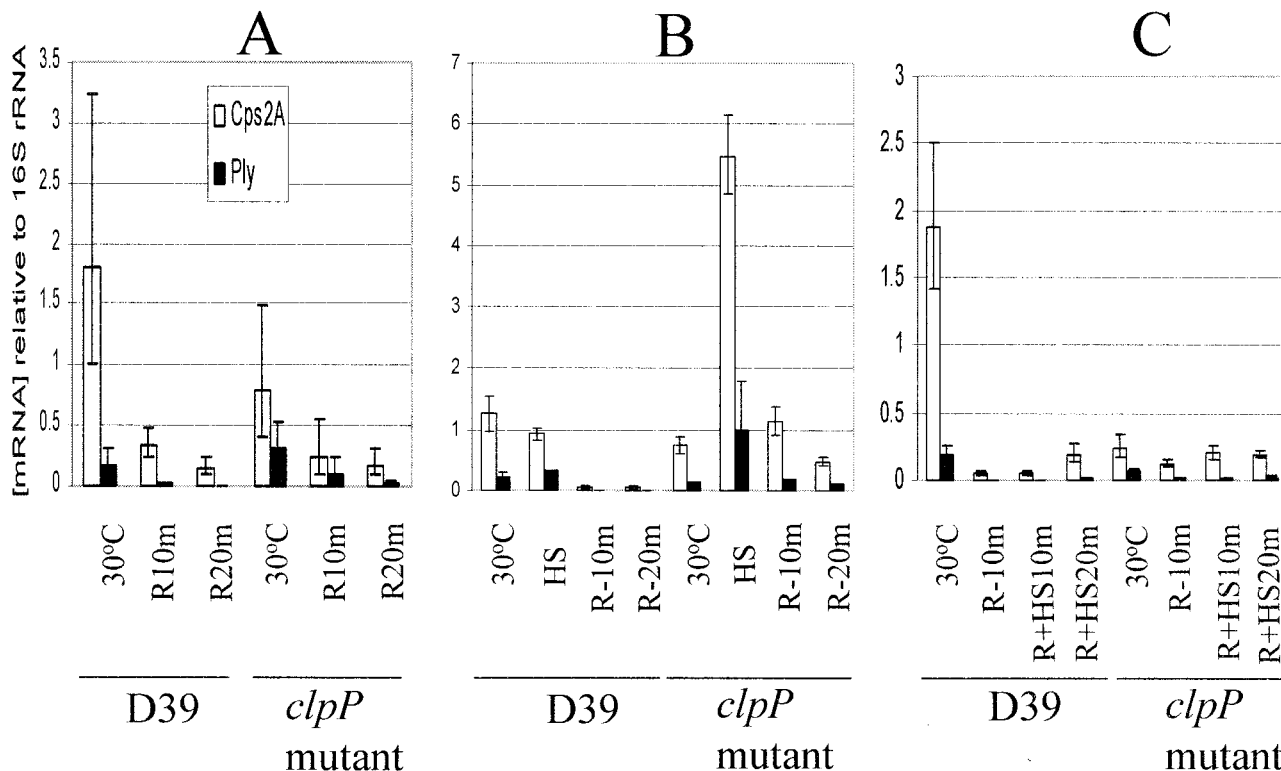 A
B
C
[mRNA] relative to 16S rRNA
3.5
3
2.5
2
1.5
1
0.5
0
Cps2A
Ply
30°C
R10m
R20m
30°C
R10m
R20m
D39
clpP
mutant
7
6
5
4
3
2
1
0
30°C
HS
R-10m
R-20m
30°C
HS
R-10m
R-20m
D39
clpP
mutant
3
2.5
2
1.5
1
0.5
0
30°C
R-10m
R+HS10m
R+HS20m
30°C
R-10m
R+HS10m
R+HS20m
D39
clpP
mutant